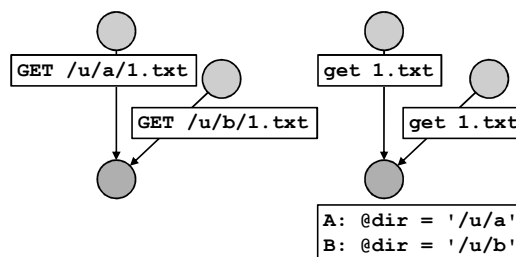 GET /u/a/1.txt
GET /u/b/1.txt
get 1.txt
get 1.txt
A: @dir = '/u/a'
B: @dir = '/u/b'